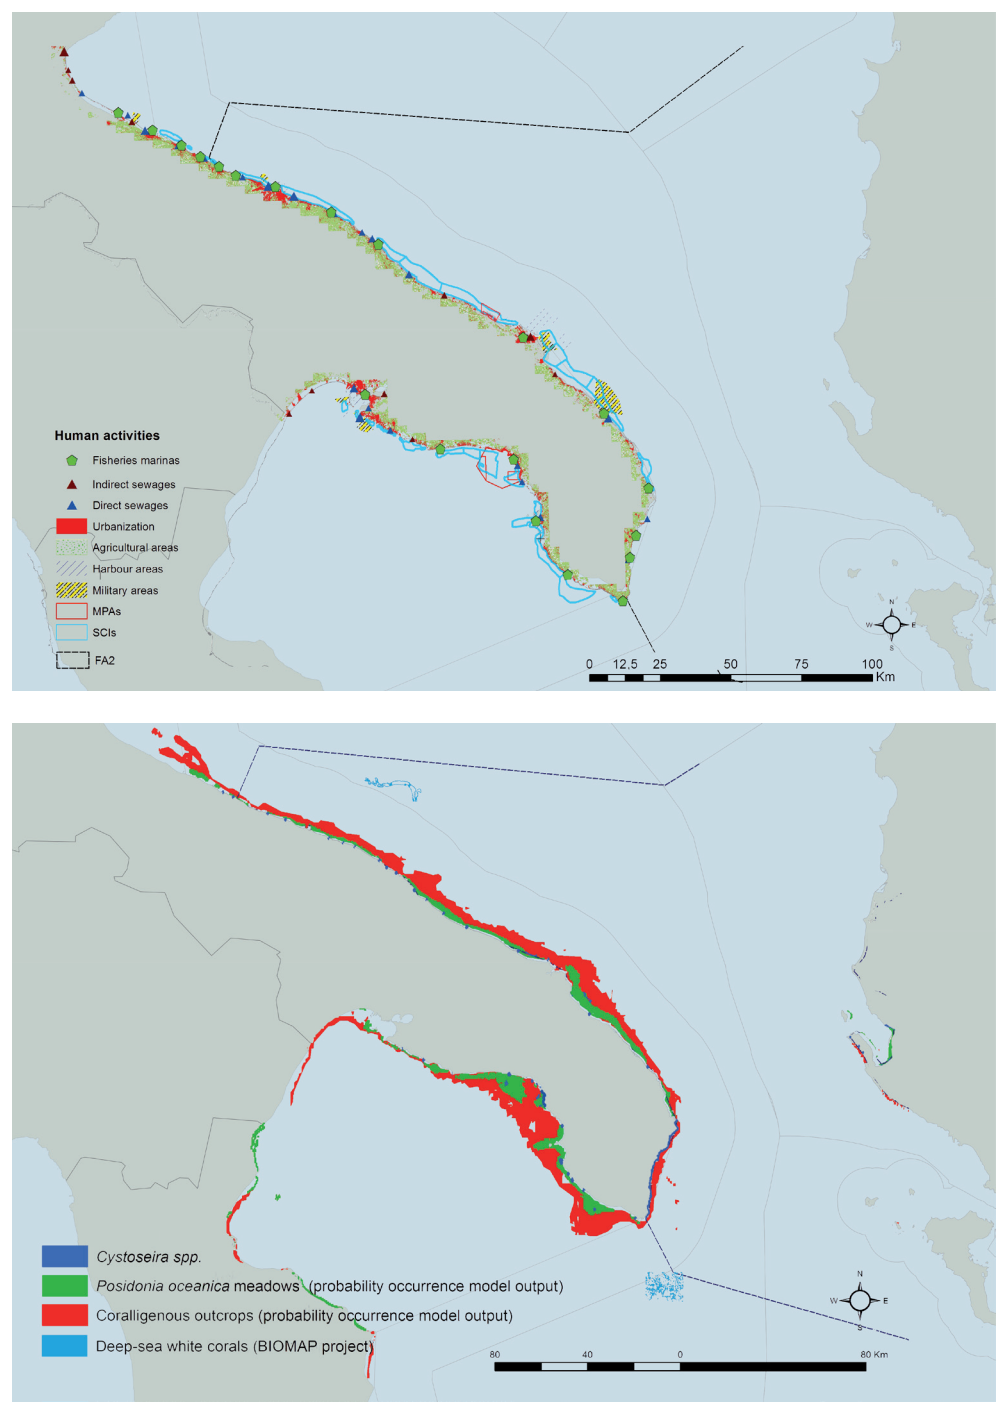 Human activities
Fisheries marinas
Indirect sewages
Direct sewages
Urbanization
Agricultural areas
Harbour areas
Military areas
MPAs
SCIs
FA2
N
W E
S
0 12.5 25 50 75 100
Km
Cystoseira spp.
Posidonia oceanica meadows (probability occurrence model output)
Coralligenous outcrops (probability occurrence model output)
Deep-sea white corals (BIOMAP project)
N
W E
S
80 40 0 80 Km